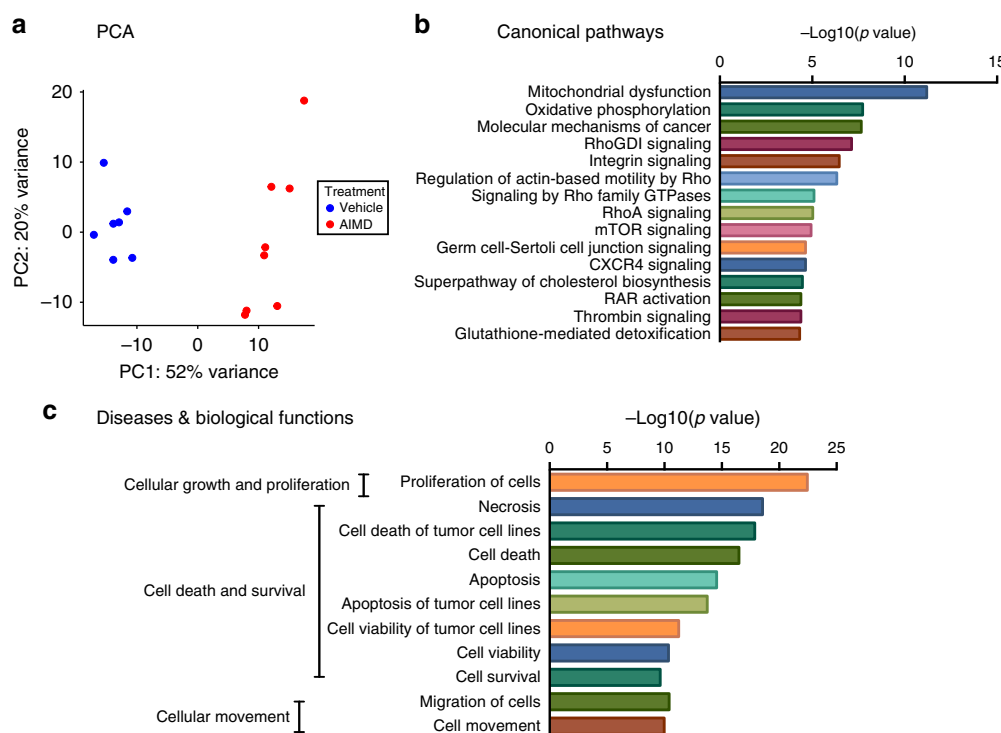 a
PCA
20
10
0
−10
PC2: 20% variance
−10
0
10
PC1: 52% variance
Treatment
Vehicle
AIMD
b
Canonical pathways
−Log10(p value)
0
5
10
15
Mitochondrial dysfunction
Oxidative phosphorylation
Molecular mechanisms of cancer
RhoGDI signaling
Integrin signaling
Regulation of actin-based motility by Rho
Signaling by Rho family GTPases
RhoA signaling
mTOR signaling
Germ cell-Sertoli cell junction signaling
CXCR4 signaling
Superpathway of cholesterol biosynthesis
RAR activation
Thrombin signaling
Glutathione-mediated detoxification
c
Diseases & biological functions
−Log10(p value)
0
5
10
15
20
25
Cellular growth and proliferation
Proliferation of cells
Cell death and survival
Necrosis
Cell death of tumor cell lines
Cell death
Apoptosis
Apoptosis of tumor cell lines
Cell viability of tumor cell lines
Cell viability
Cell survival
Cellular movement
Migration of cells
Cell movement